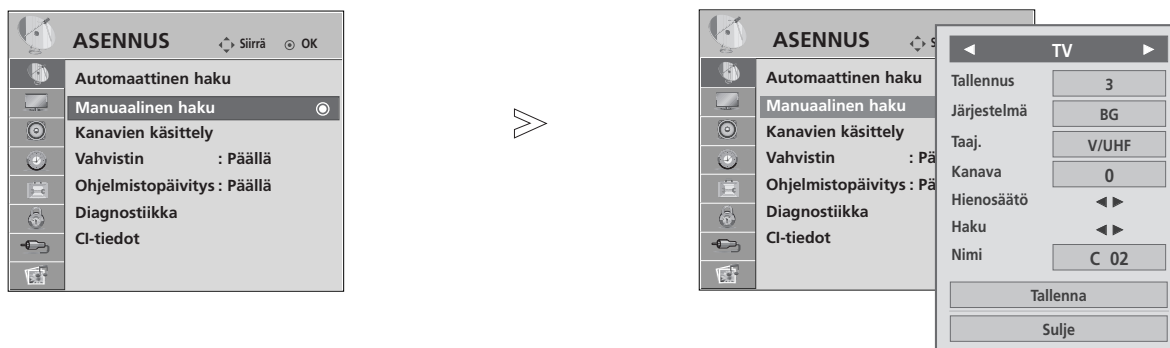 ASENNUS Siirrä OK
Automaattinen haku
Manuaalinen haku
Kanavien käsittely
Vahvistin : Päällä
Ohjelmistopäivitys : Päällä
Diagnostiikka
CI-tiedot
ASENNUS S
Automaattinen haku
Manuaalinen haku
Kanavien käsittely
Vahvistin : Pä
Ohjelmistopäivitys : Pä
Diagnostiikka
CI-tiedot
◀ TV ▶
Tallennus 3
Järjestelmä BG
Taaj. V/UHF
Kanava 0
Hienosäätö ◀ ▶
Haku ◀ ▶
Nimi C 02
Tallenna
Sulje